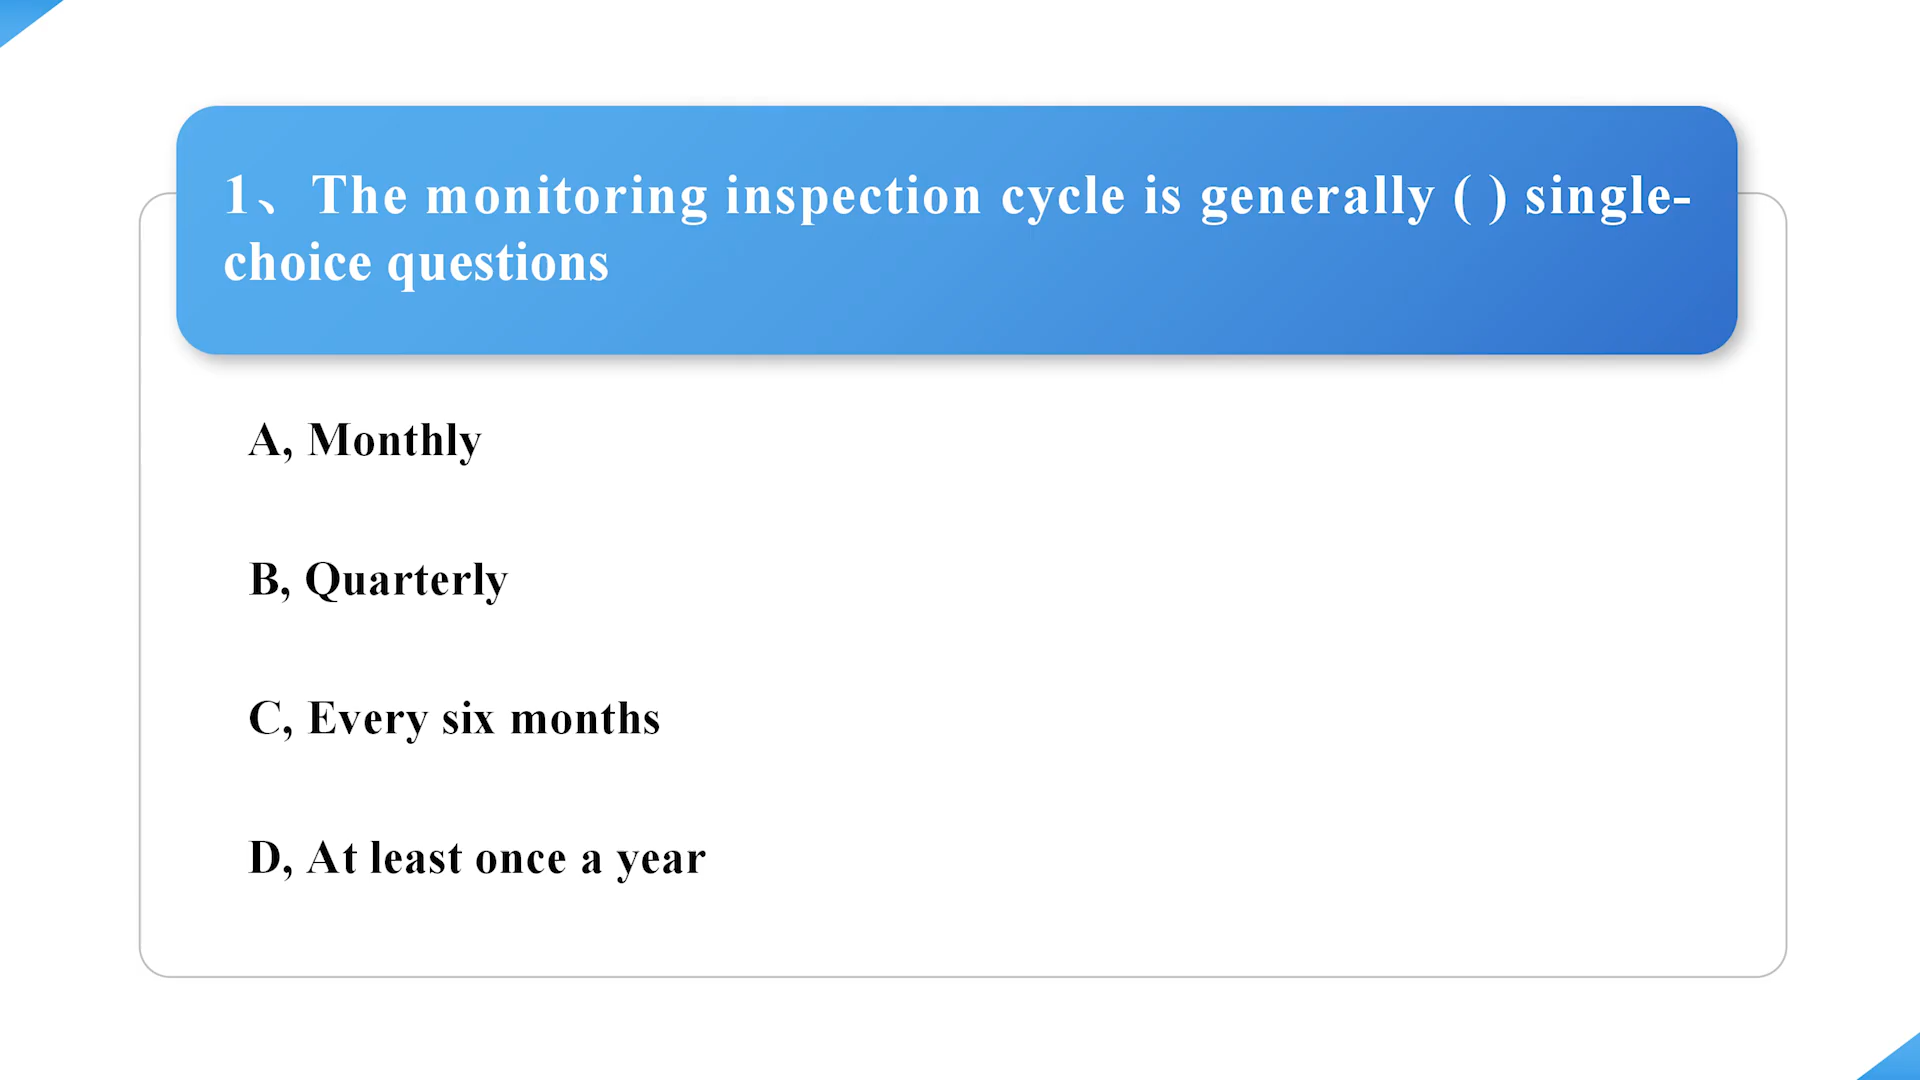 1、The monitoring inspection cycle is generally ( ) single-
choice questions
A, Monthly
B, Quarterly
C, Every six months
D, At least once a year